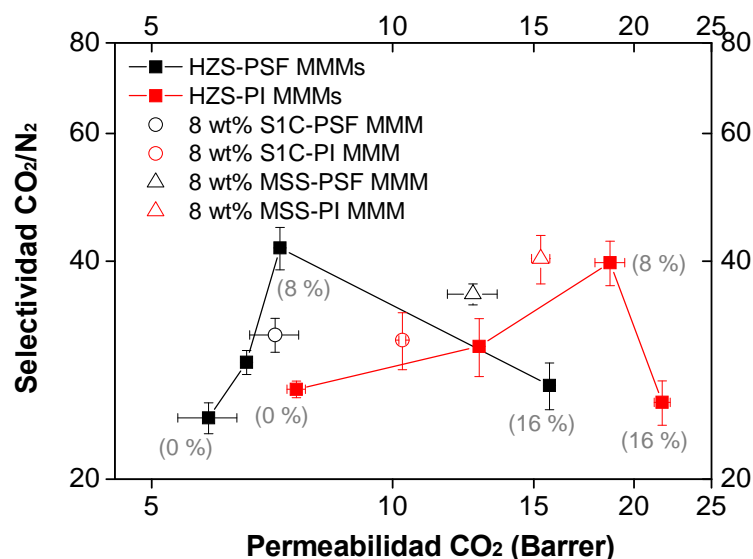 5 10 15 20 25
80 80
HZS-PSF MMMs
HZS-PI MMMs
60 60
8 wt% S1C-PSF MMM
8 wt% S1C-PI MMM
8 wt% MSS-PSF MMM
8 wt% MSS-PI MMM
40 (8 %) 40
(8 %)
(0 %) (0 %) (16 %) (16 %)
20 20
5 10 15 20 25
Selectividad CO₂/N₂
Permeabilidad CO₂ (Barrer)